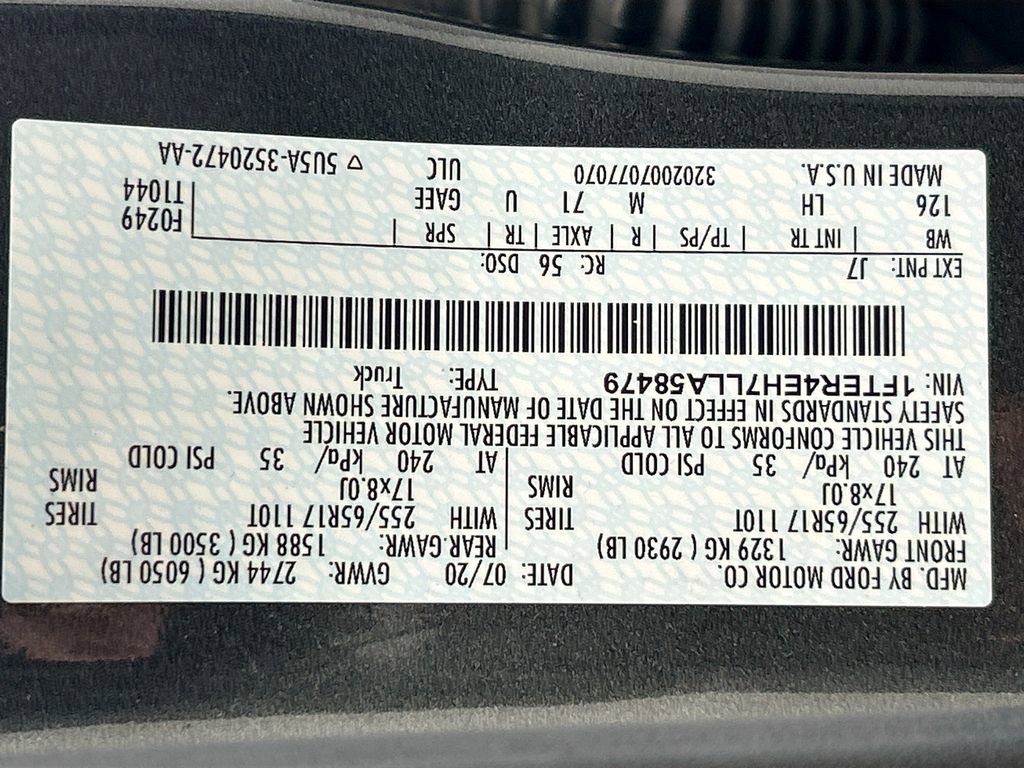 MFD. BY FORD MOTOR CO. DATE: 07/20 GVWR: 2744 KG ( 6050 LB)
FRONT GAWR: 1329 KG ( 2930 LB) REAR GAWR: 1588 KG ( 3500 LB)
WITH 255/65R17 110T TIRES WITH 255/65R17 110T TIRES
17x8.0J RIMS 17x8.0J RIMS
AT 240 kPa/ 35 PSI COLD AT 240 kPa/ 35 PSI COLD
THIS VEHICLE CONFORMS TO ALL APPLICABLE FEDERAL MOTOR VEHICLE
SAFETY STANDARDS IN EFFECT ON THE DATE OF MANUFACTURE SHOWN ABOVE.
VIN: 1FTER4EH7LLA58479 TYPE: Truck
EXT PNT: J7 RC: 56 DSO:
WB | INT TR | TP/PS | R | AXLE | TR | SPR | F0249
126 LH M 71 U GAEE T1044
MADE IN U.S.A. 320200707070 ULC ▽ 5U5A-3520472-AA